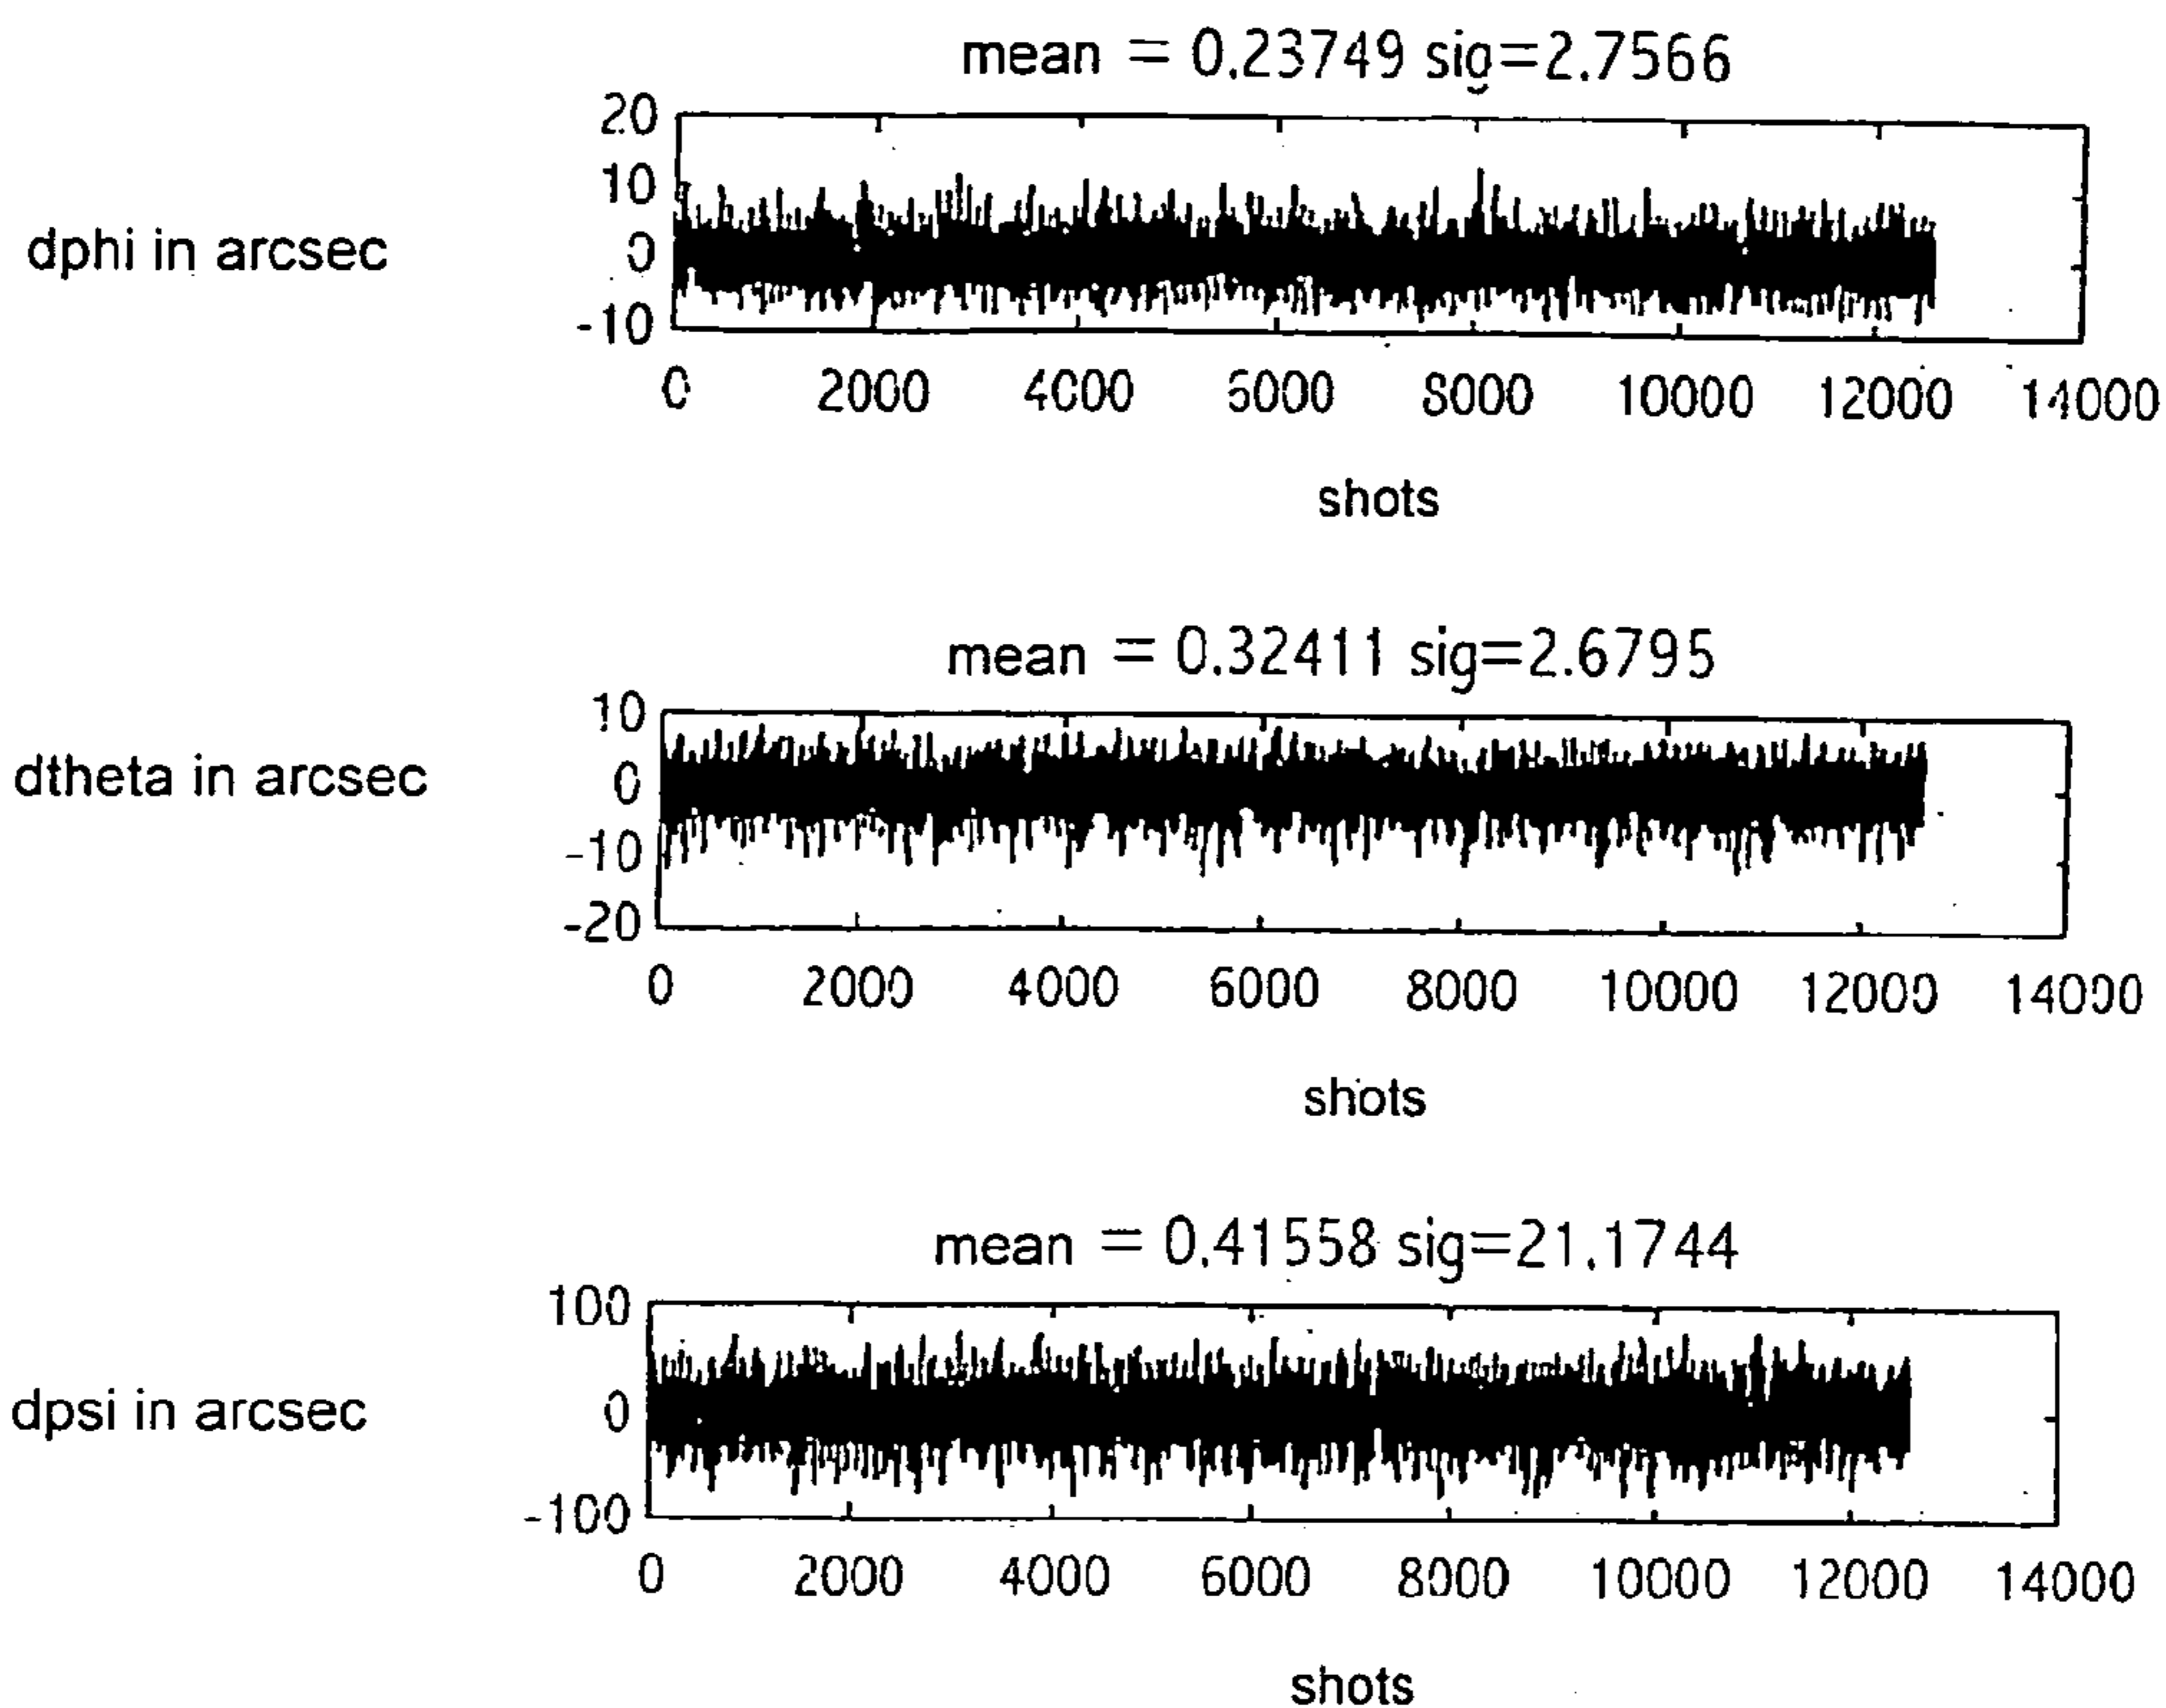 mean = 0.23749 sig=2.7566
20
10
dphi in arcsec
0
-10
0 2000 4000 6000 8000 10000 12000 14000
shots
mean = 0.32411 sig=2.6795
10
dtheta in arcsec
0
-10
-20
0 2000 4000 6000 8000 10000 12000 14000
shots
mean = 0.41558 sig=21.1744
100
dpsi in arcsec
0
-100
0 2000 4000 6000 8000 10000 12000 14000
shots